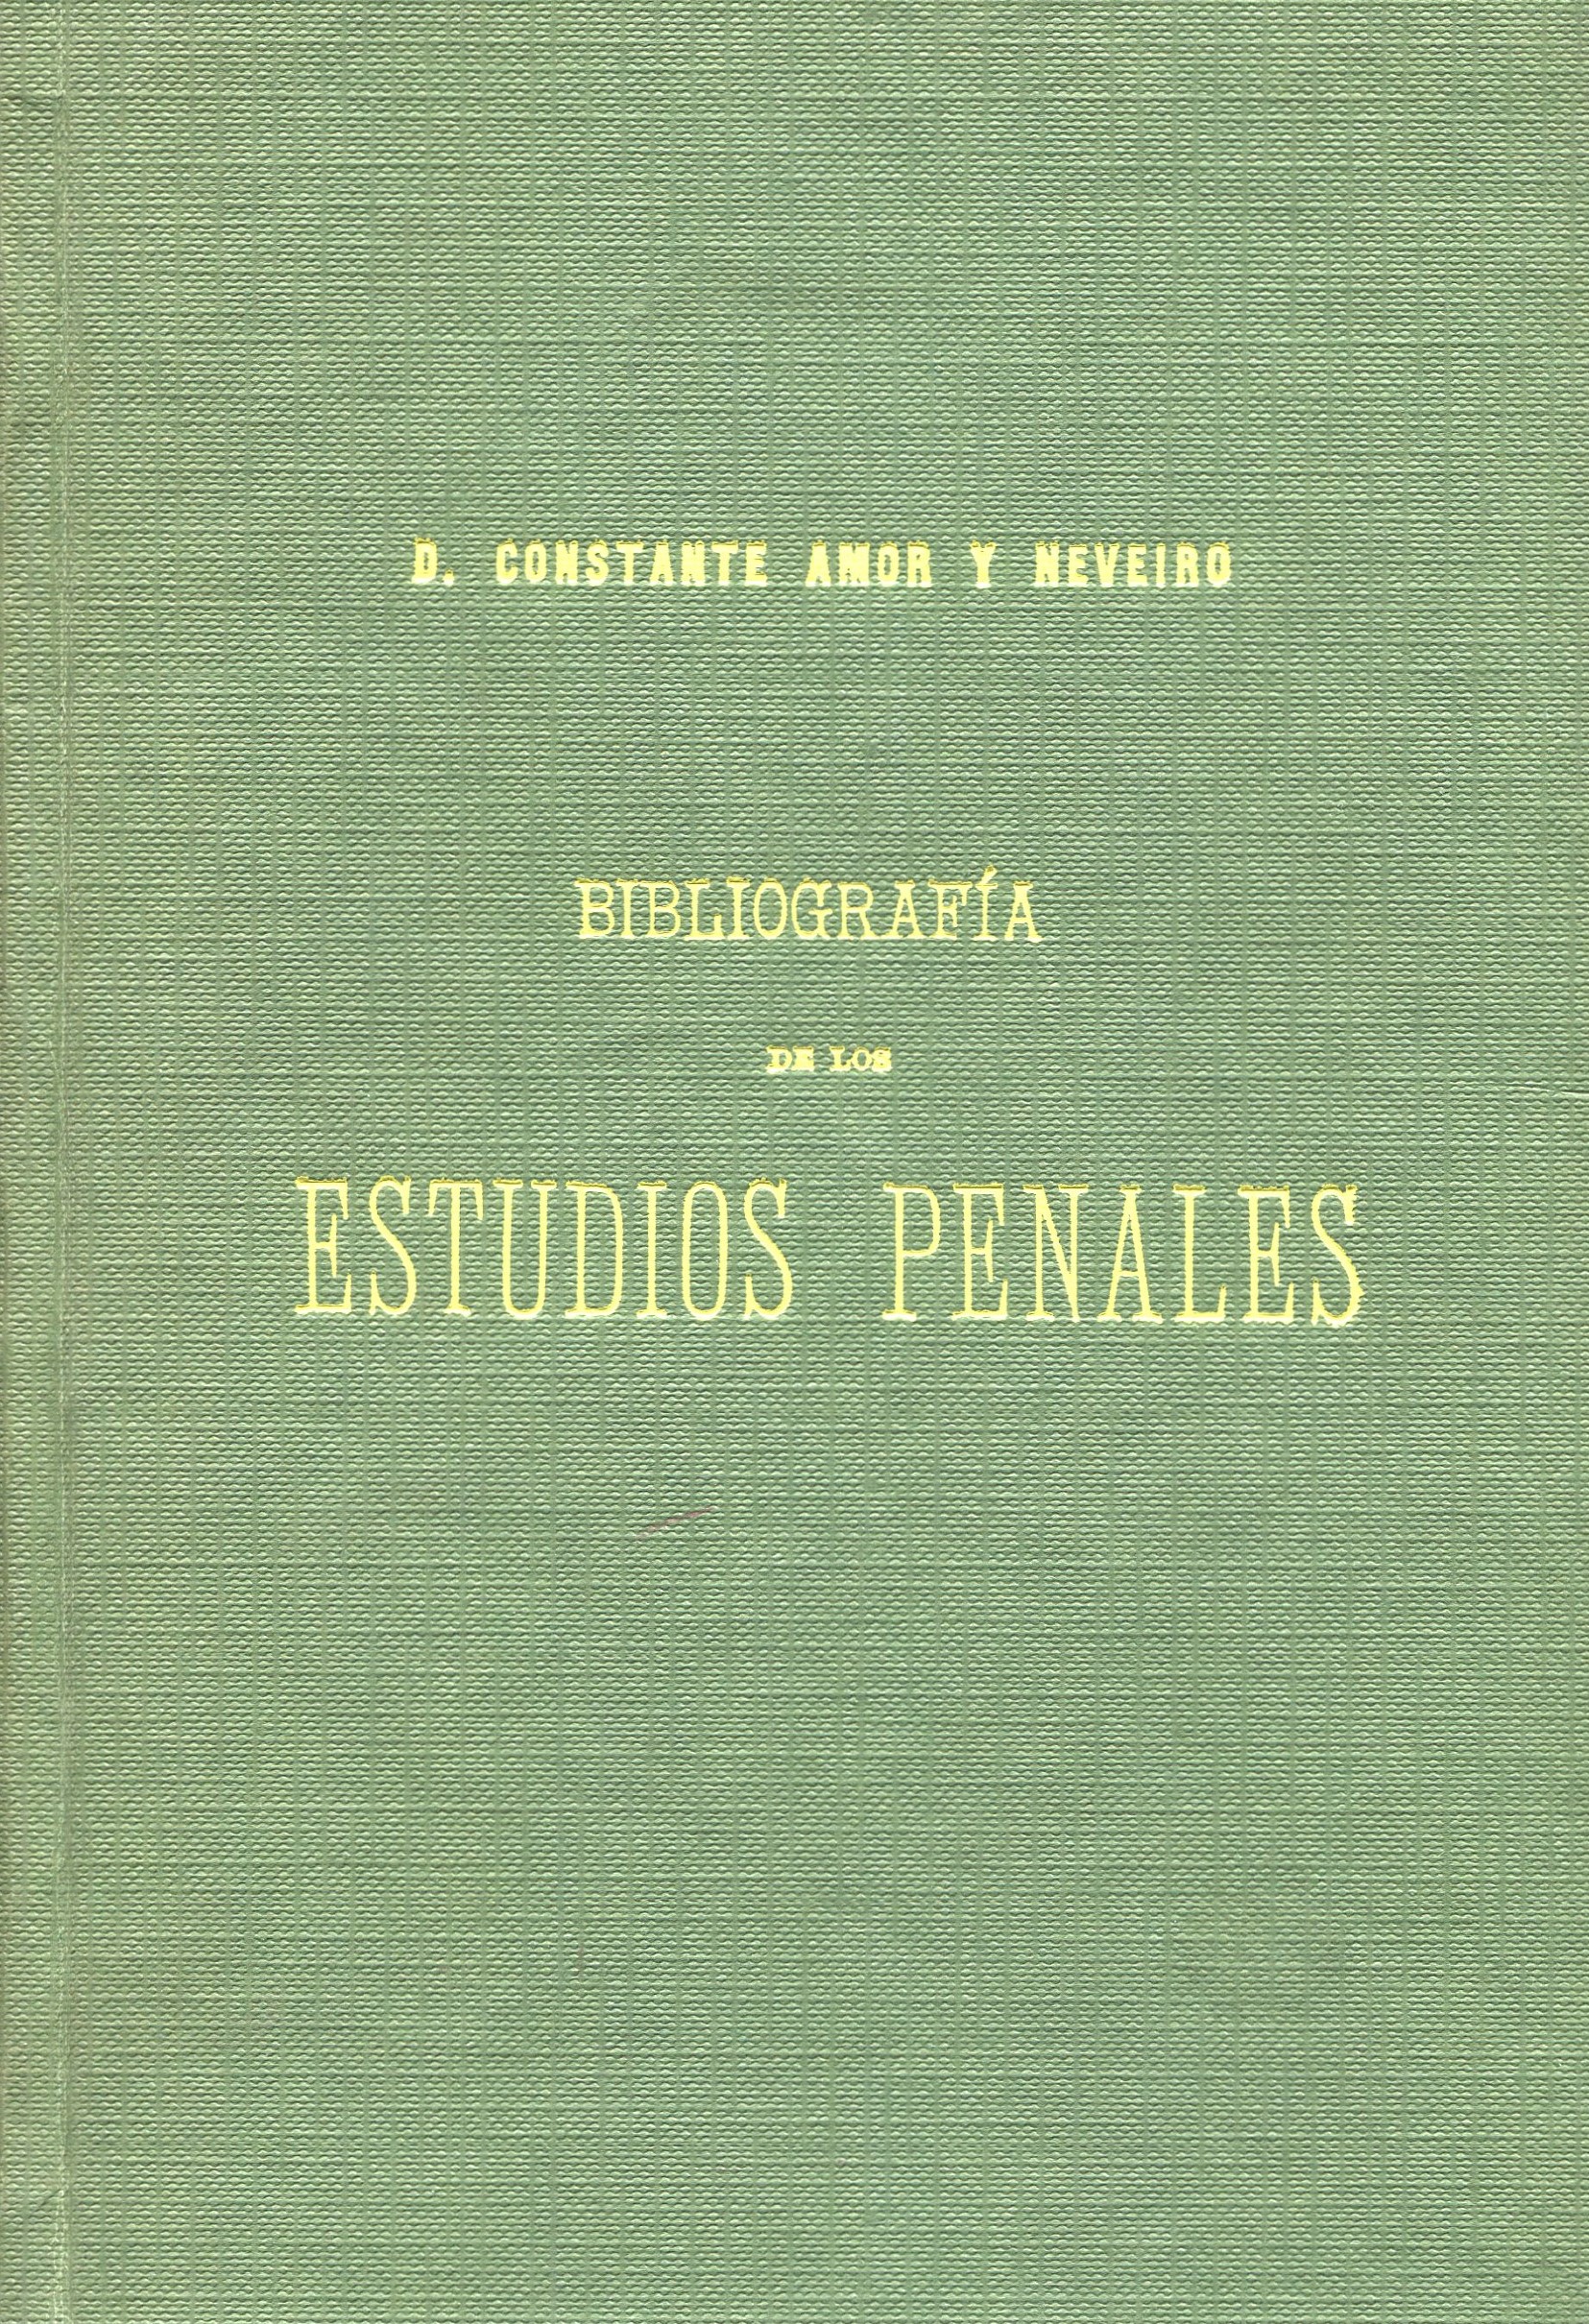 D. CONSTANTE AMOR Y NEVEIRO
BIBLIOGRAFÍA
DE LOS
ESTUDIOS PENALES